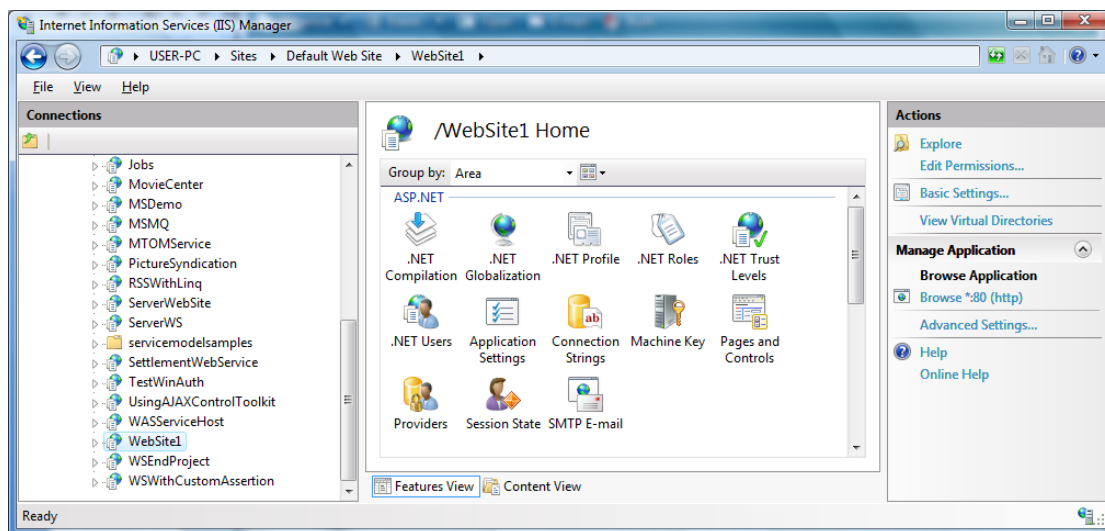 Internet Information Services (IIS) Manager
USER-PC Sites Default Web Site WebSite1
File View Help
Connections
Jobs
MovieCenter
MSDemo
MSMQ
MTOMService
PictureSyndication
RSSWithLinq
ServerWebSite
ServerWS
servicemodelsamples
SettlementWebService
TestWinAuth
UsingAJAXControlToolkit
WASServiceHost
WebSite1
WSEndProject
WSWithCustomAssertion
/WebSite1 Home
Group by: Area
ASP.NET
.NET Compilation
.NET Globalization
.NET Profile
.NET Roles
.NET Trust Levels
.NET Users
Application Settings
Connection Strings
ab
Machine Key
Pages and Controls
Providers
Session State
SMTP E-mail
Features View
Content View
Actions
Explore
Edit Permissions...
Basic Settings...
View Virtual Directories
Manage Application
Browse Application
Browse *:80 (http)
Advanced Settings...
Help
Online Help
Ready